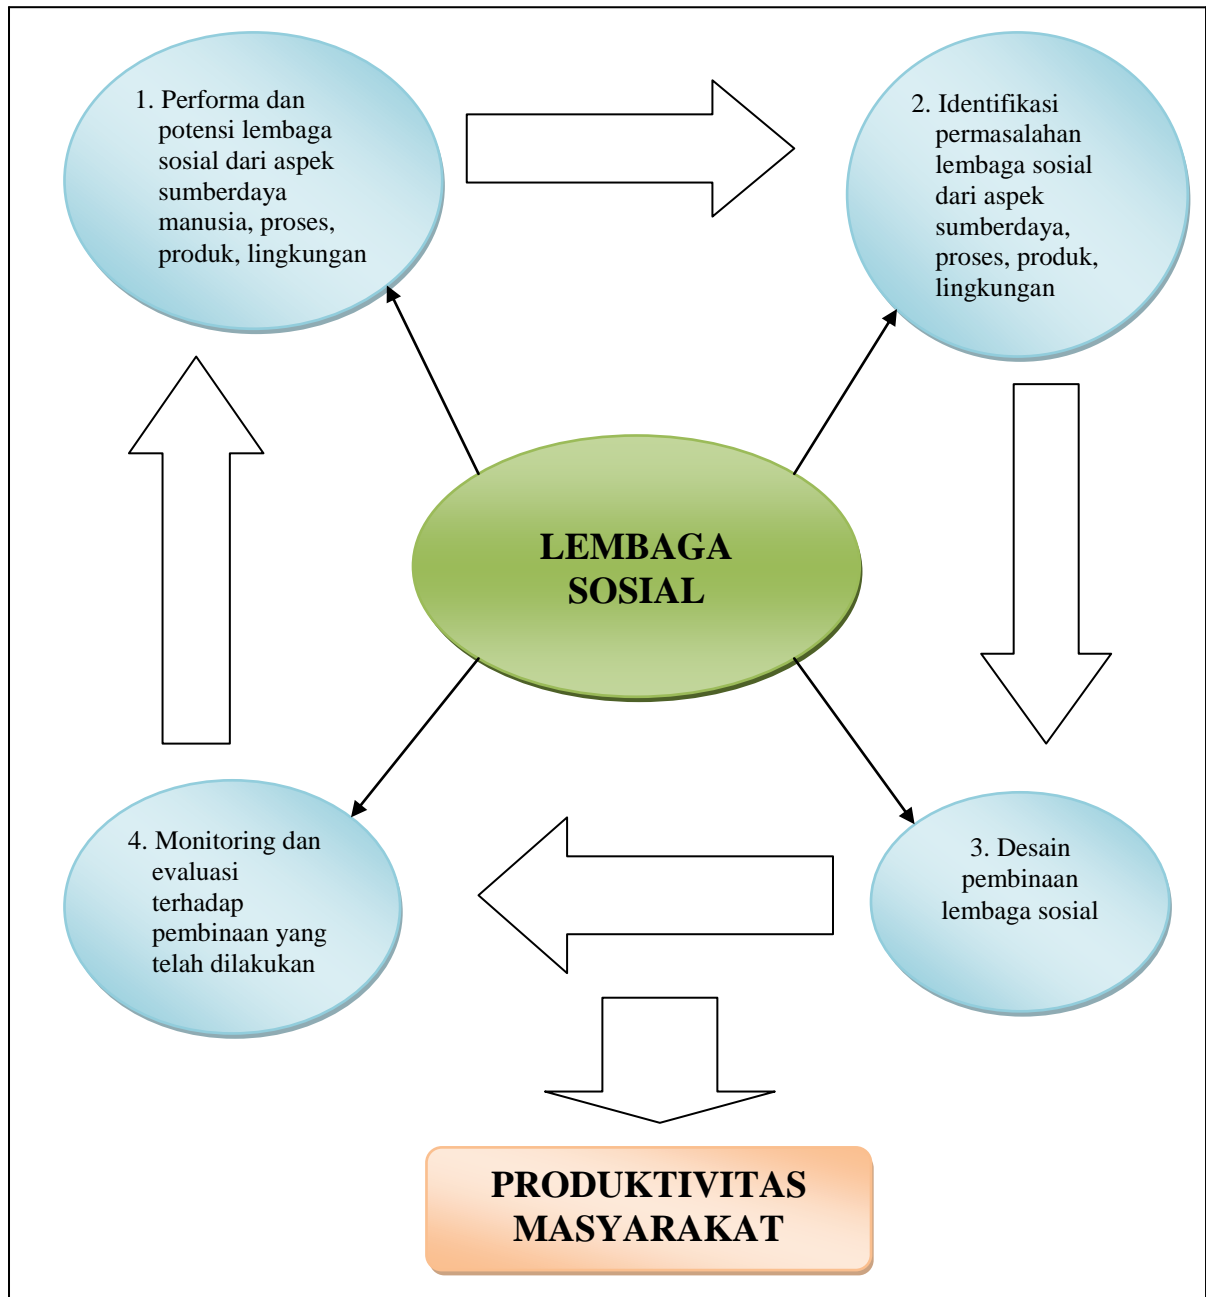 1. Performa dan
potensi lembaga
sosial dari aspek
sumberdaya
manusia, proses,
produk, lingkungan
2. Identifikasi
permasalahan
lembaga sosial
dari aspek
sumberdaya,
proses, produk,
lingkungan
LEMBAGA
SOSIAL
4. Monitoring dan
evaluasi
terhadap
pembinaan yang
telah dilakukan
3. Desain
pembinaan
lembaga sosial
PRODUKTIVITAS
MASYARAKAT